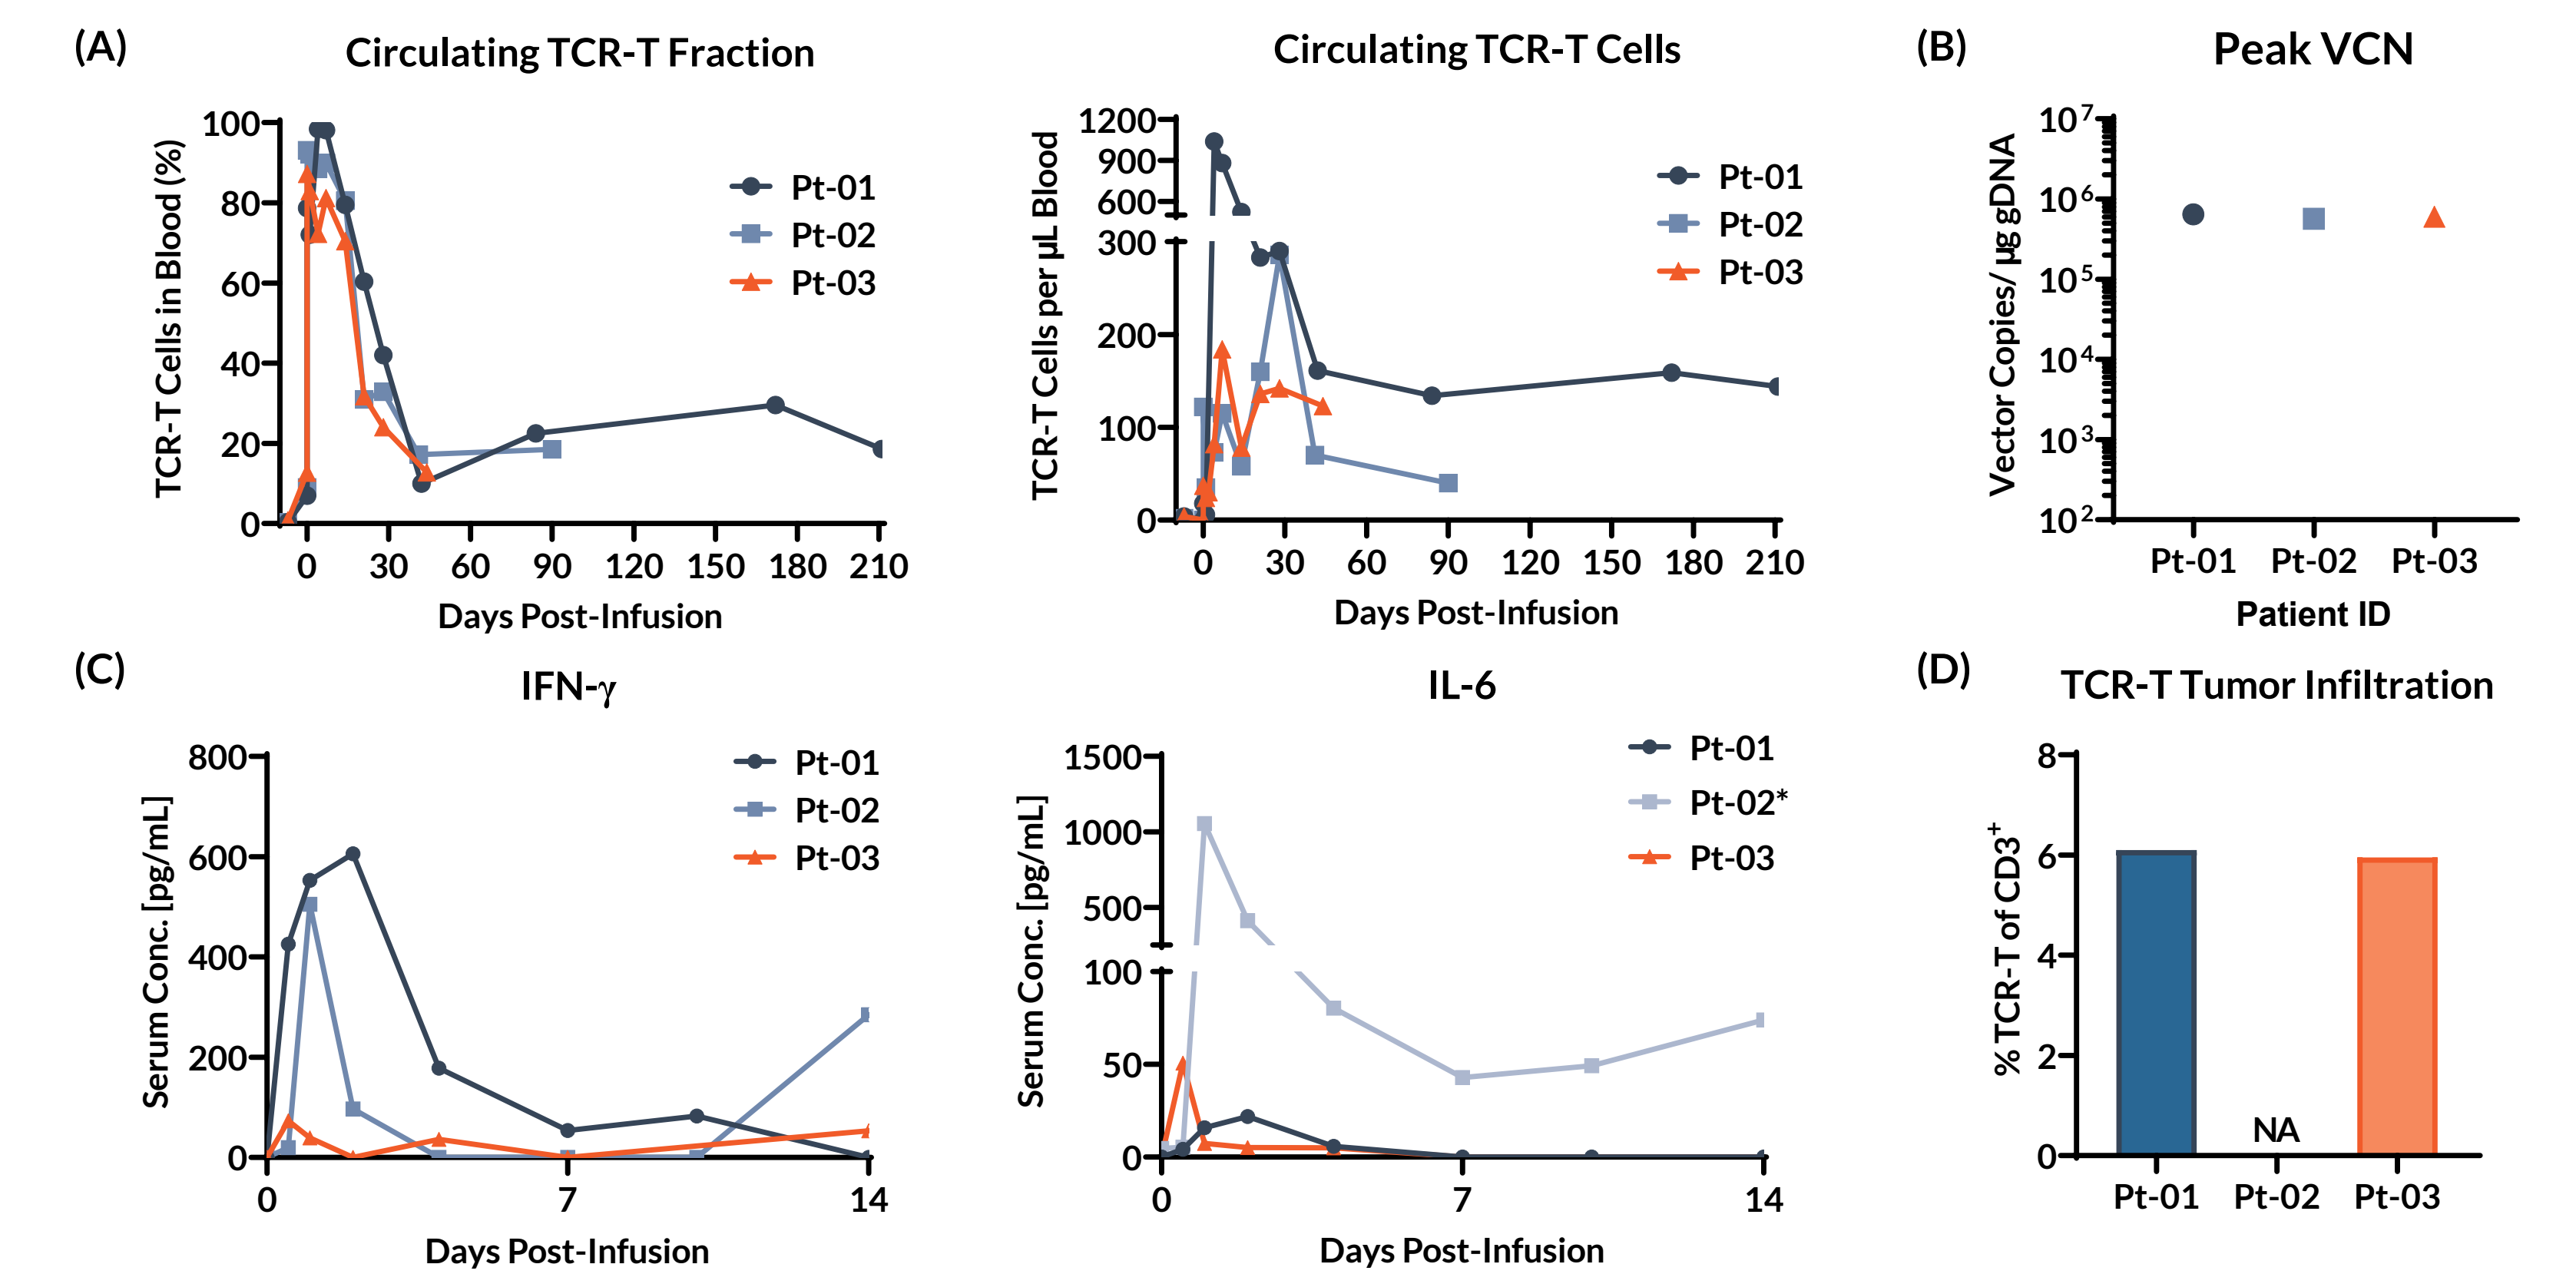 (A)
Circulating TCR-T Fraction
TCR-T Cells in Blood (%)
100
80
60
40
20
0
0 30 60 90 120 150 180 210
Days Post-Infusion
Pt-01
Pt-02
Pt-03
Circulating TCR-T Cells
TCR-T Cells per µL Blood
1200
900
600
300
200
100
0
0 30 60 90 120 150 180 210
Days Post-Infusion
Pt-01
Pt-02
Pt-03
(B)
Peak VCN
Vector Copies/ µg gDNA
10⁷
10⁶
10⁵
10⁴
10³
10²
Pt-01 Pt-02 Pt-03
Patient ID
(C)
IFN-γ
Serum Conc. [pg/mL]
800
600
400
200
0
0 7 14
Days Post-Infusion
Pt-01
Pt-02
Pt-03
IL-6
Serum Conc. [pg/mL]
1500
1000
500
100
50
0
0 7 14
Days Post-Infusion
Pt-01
Pt-02*
Pt-03
(D)
TCR-T Tumor Infiltration
% TCR-T of CD3⁺
8
6
4
2
0
NA
Pt-01 Pt-02 Pt-03